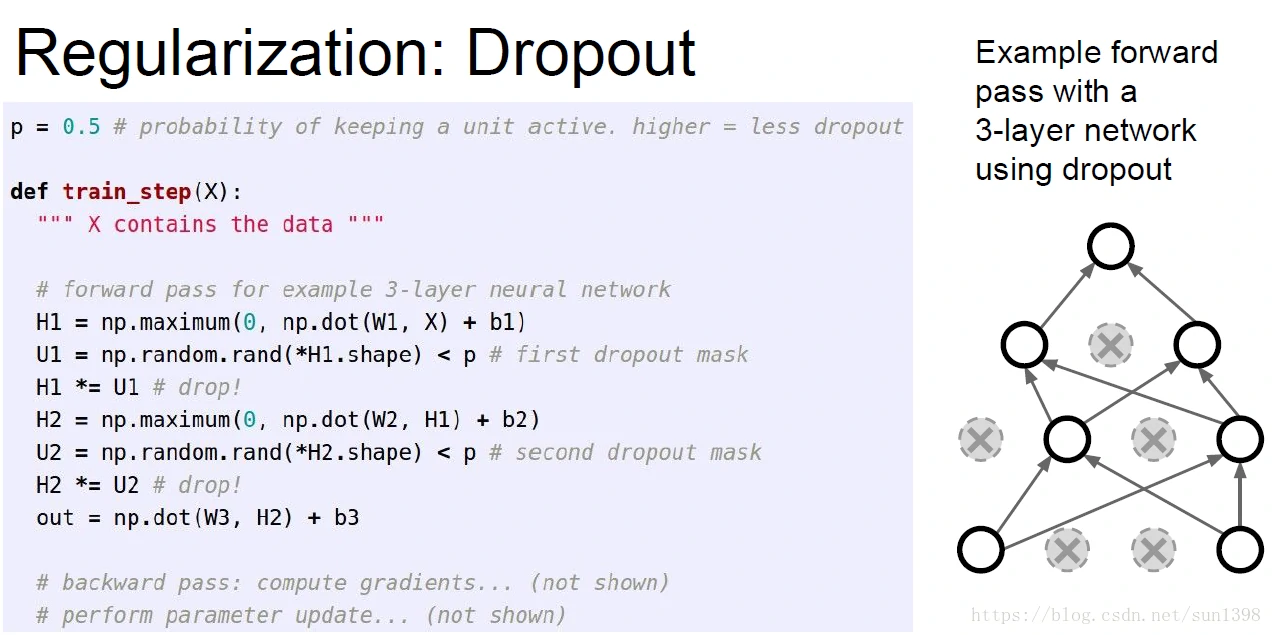 Regularization: Dropout
p = 0.5 # probability of keeping a unit active. higher = less dropout
def train_step(X):
""" X contains the data """
# forward pass for example 3-layer neural network
H1 = np.maximum(0, np.dot(W1, X) + b1)
U1 = np.random.rand(*H1.shape) < p # first dropout mask
H1 *= U1 # drop!
H2 = np.maximum(0, np.dot(W2, H1) + b2)
U2 = np.random.rand(*H2.shape) < p # second dropout mask
H2 *= U2 # drop!
out = np.dot(W3, H2) + b3
# backward pass: compute gradients... (not shown)
# perform parameter update... (not shown)
Example forward
pass with a
3-layer network
using dropout
https://blog.csdn.net/sun1398